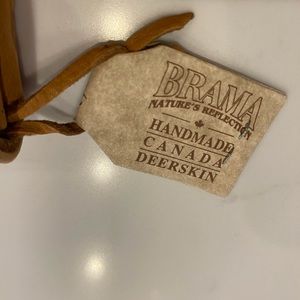 BRAMA
NATURE'S REFLECTION
HANDMADE
CANADA
DEERSKIN